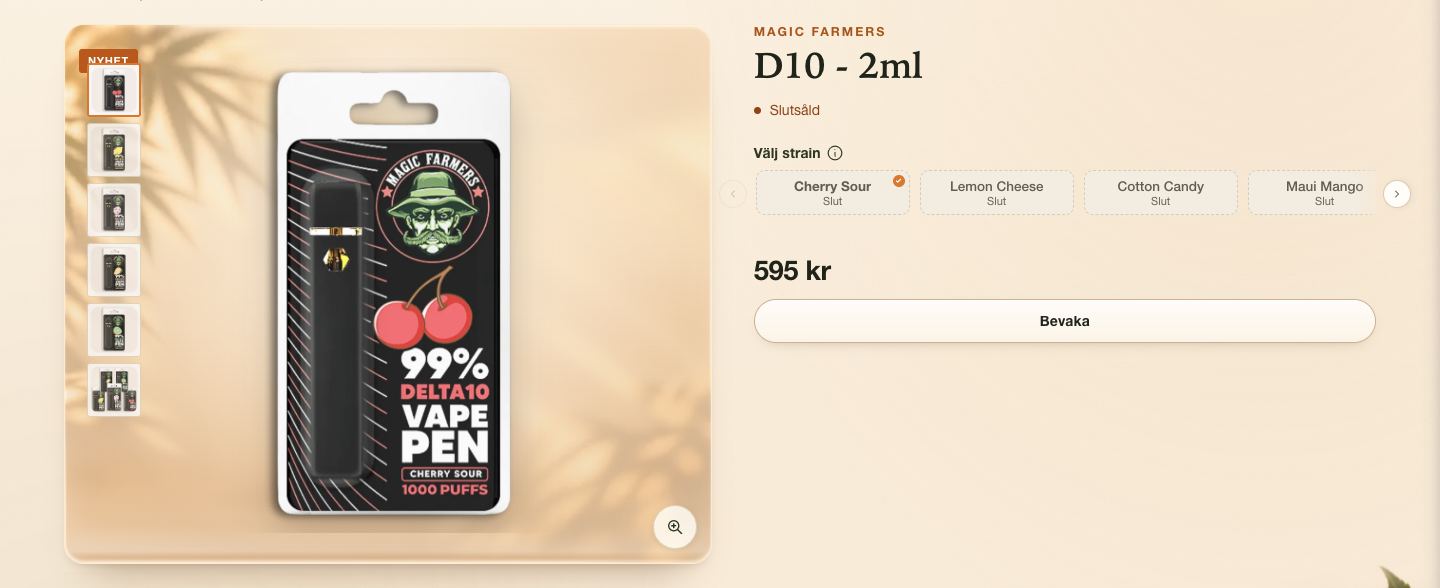 NYHET
MAGIC FARMERS
99%
DELTA10
VAPE
PEN
CHERRY SOUR
1000 PUFFS
MAGIC FARMERS
D10 - 2ml
Slutsåld
Välj strain
Cherry Sour
Slut
Lemon Cheese
Slut
Cotton Candy
Slut
Maui Mango
Slut
595 kr
Bevaka